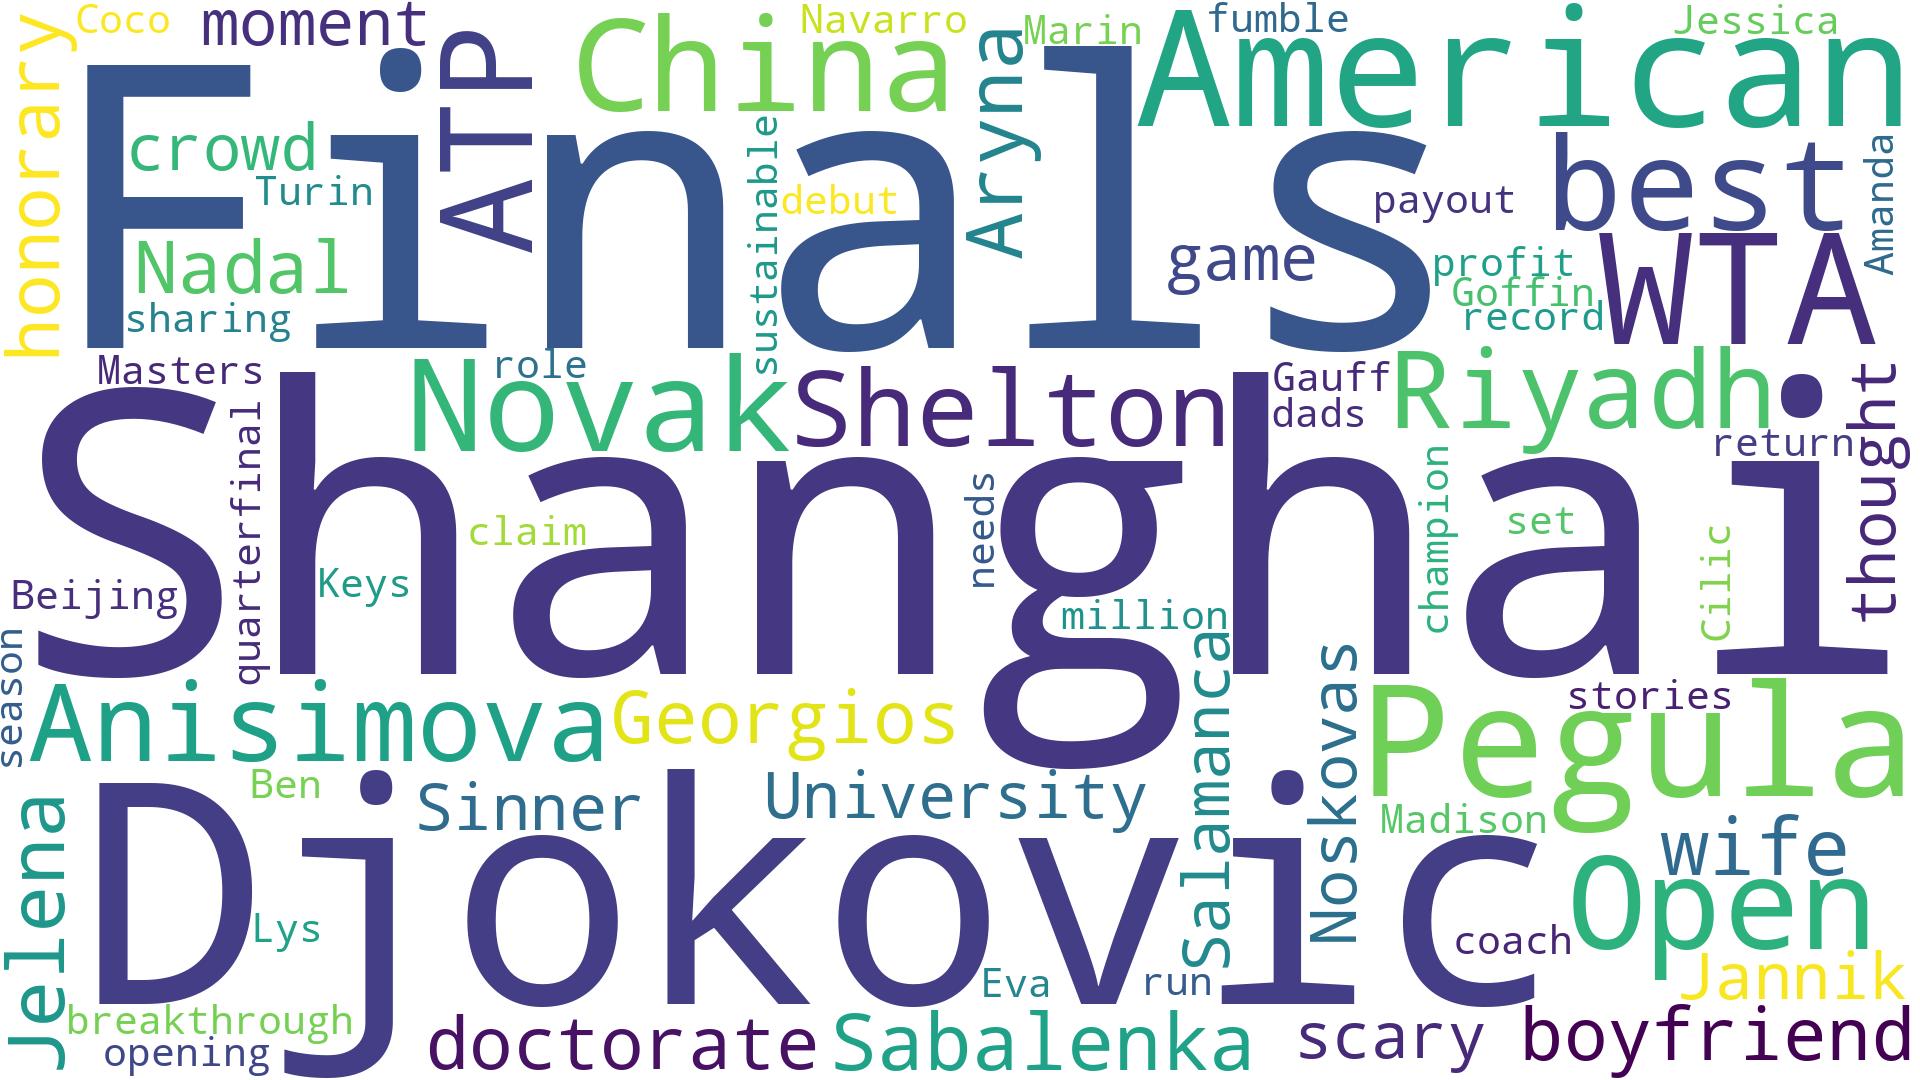 Coco
moment
China
Navarro
Marin
American
fumble
Jessica
honorary
Finals
ATP
crowd
Turin
sustainable
debut
Aryna
payout
best
Amanda
Nadal
sharing
game
profit
Goffin
record
WTA
Masters
role
Novak
Shelton
Gauff
dads
Riyadh
return
thought
Shanghai
quarterfinal
claim
needs
champion
set
Cilic
Beijing
Keys
million
season
Anisimova
Georgios
Salamanca
Noskovas
Pegula
stories
Ben
Sinner
University
Madison
wife
Jelena
Djokovic
Open
Lys
coach
Eva
run
Jannik
breakthrough
opening
doctorate
Sabalenka
scary
boyfriend